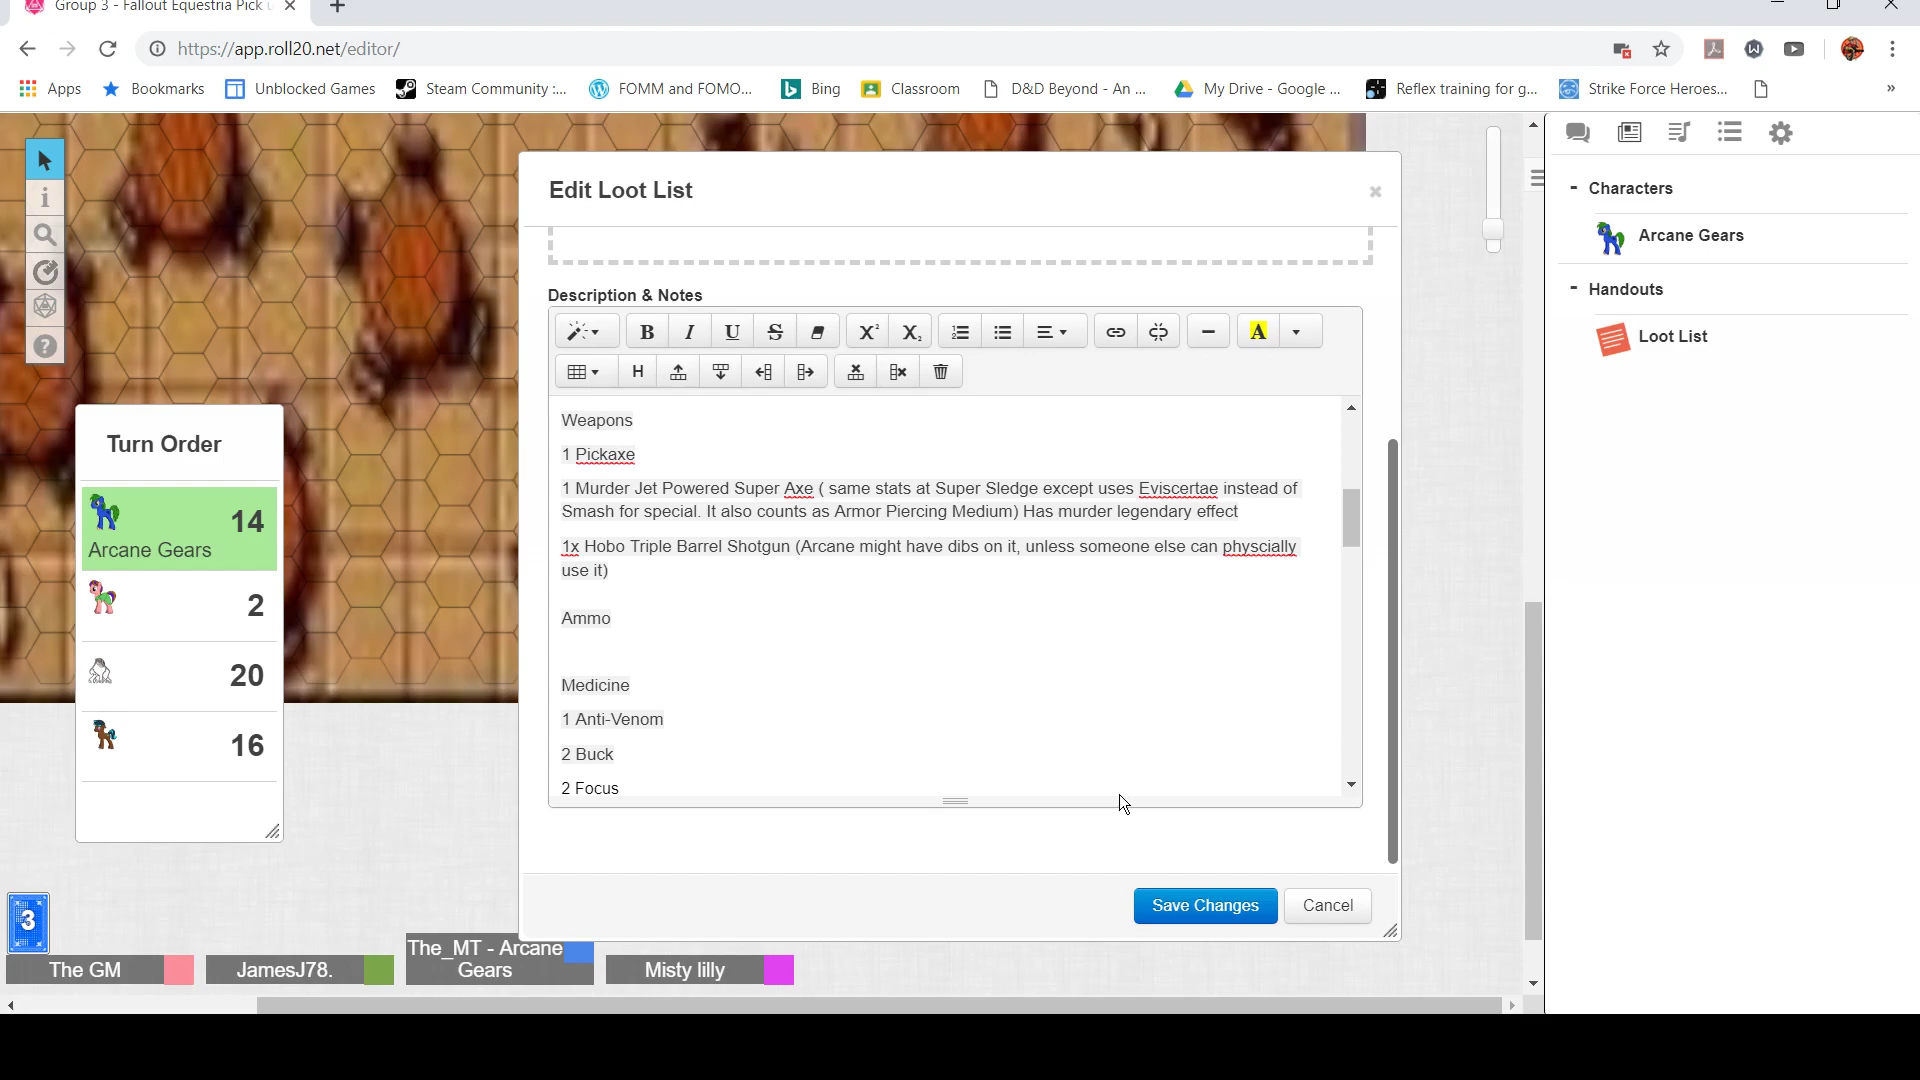 Group 3 - Fallout Equestria Pick u
https://app.roll20.net/editor/
Apps
Bookmarks
Unblocked Games
Steam Community :...
FOMM and FOMO...
Bing
Classroom
D&D Beyond - An ...
My Drive - Google ...
Reflex training for g...
Strike Force Heroes...
»
Edit Loot List
Description & Notes
Weapons
1 Pickaxe
1 Murder Jet Powered Super Axe ( same stats at Super Sledge except uses Eviscertae instead of
Smash for special. It also counts as Armor Piercing Medium) Has murder legendary effect
1x Hobo Triple Barrel Shotgun (Arcane might have dibs on it, unless someone else can physcially
use it)
Ammo
Medicine
1 Anti-Venom
2 Buck
2 Focus
Save Changes
Cancel
Turn Order
14
Arcane Gears
2
20
16
3
The GM
JamesJ78.
The_MT - Arcane
Gears
Misty lilly
- Characters
Arcane Gears
- Handouts
Loot List